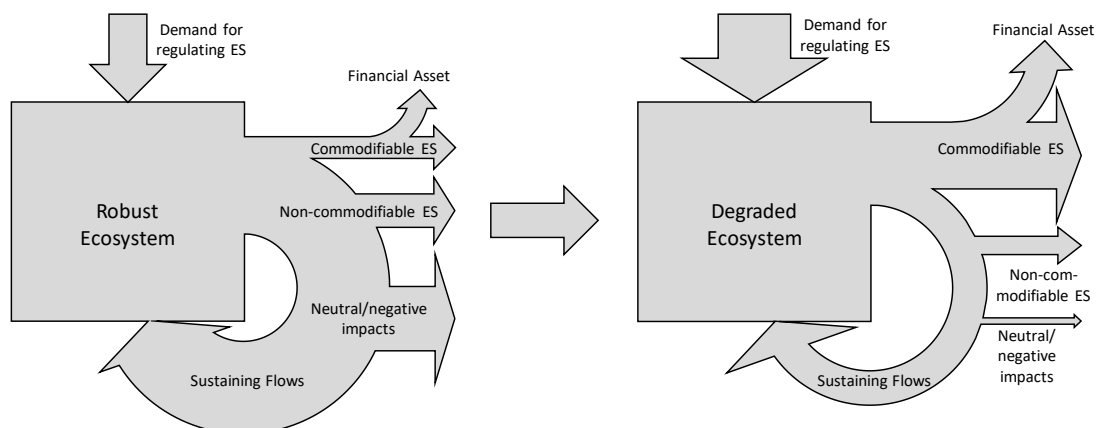 Demand for
regulating ES
Financial Asset
Commodifiable ES
Robust
Ecosystem
Non-commodifiable ES
Neutral/negative
impacts
Sustaining Flows
Demand for
regulating ES
Financial Asset
Commodifiable ES
Degraded
Ecosystem
Non-com-
modifiable ES
Neutral/
negative
impacts
Sustaining Flows